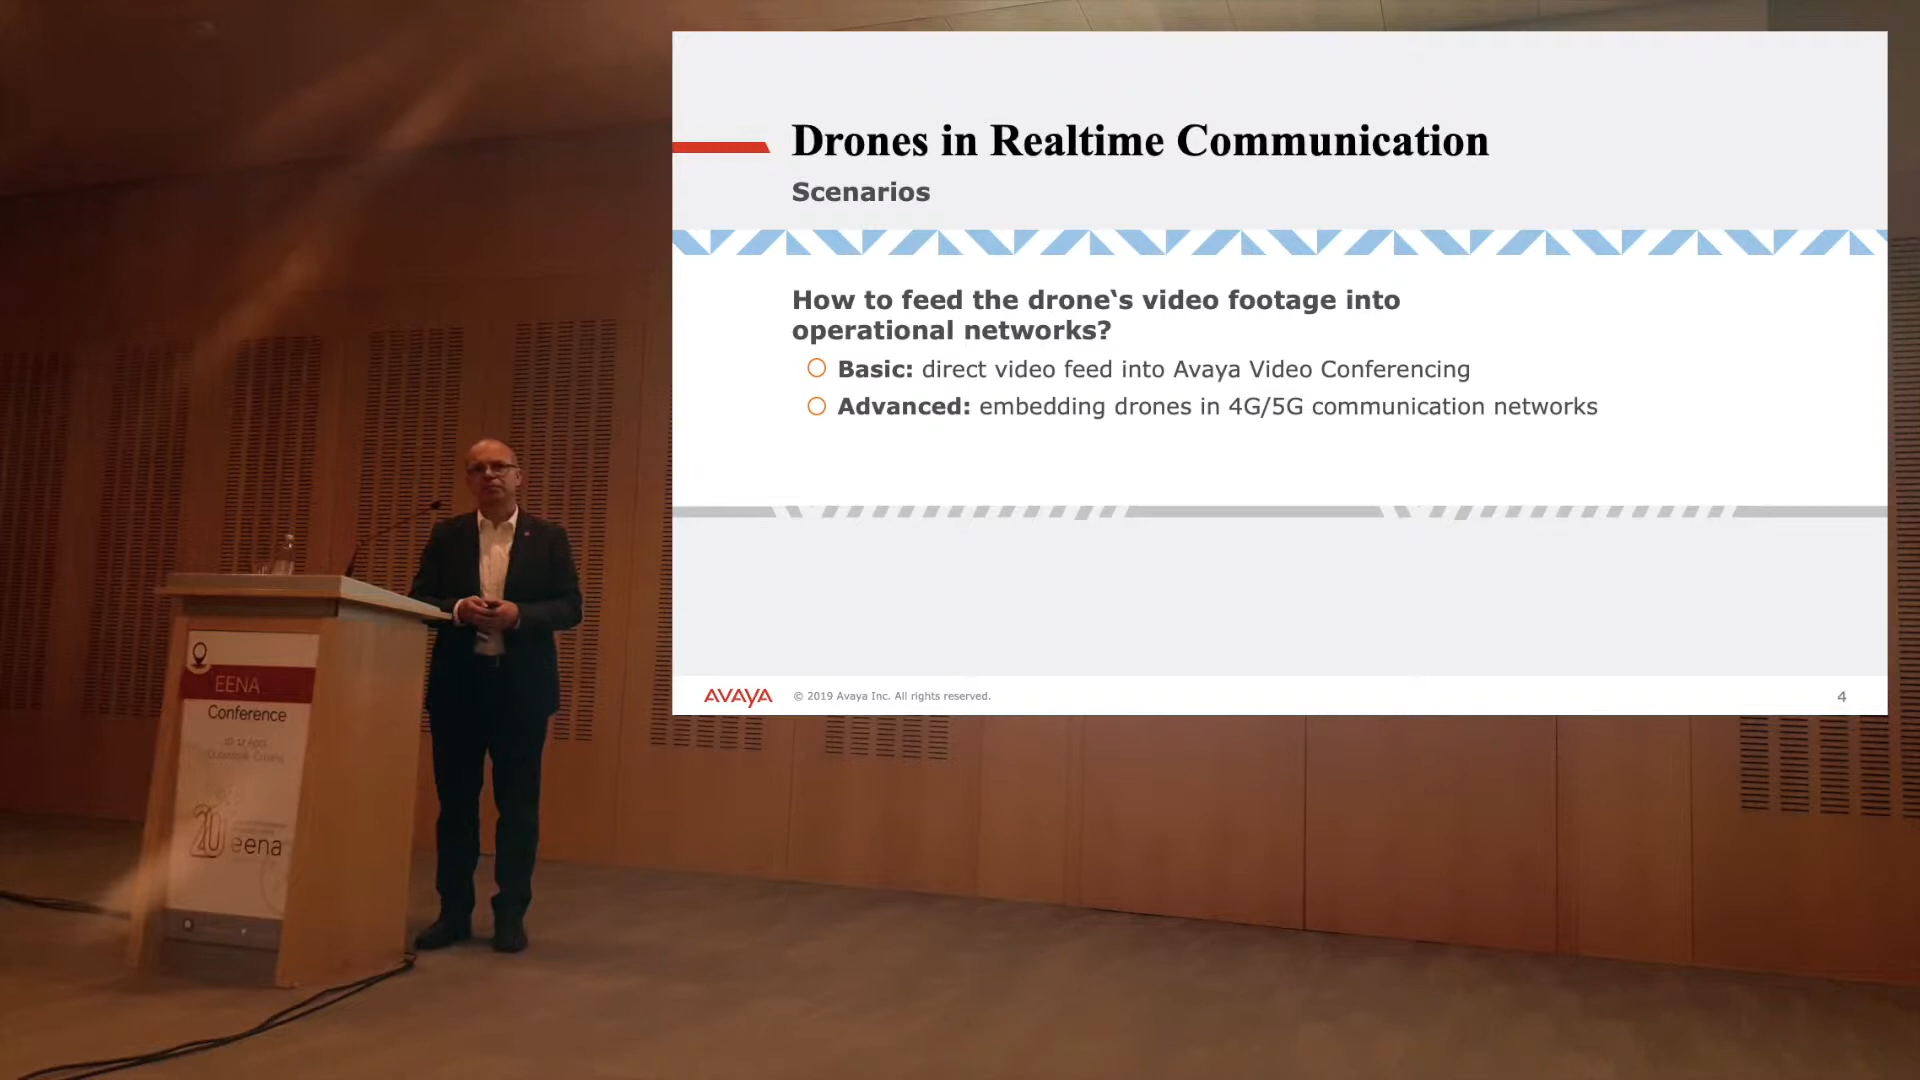 Drones in Realtime Communication
Scenarios
How to feed the drone‘s video footage into
operational networks?
Basic: direct video feed into Avaya Video Conferencing
Advanced: embedding drones in 4G/5G communication networks
AVAYA © 2019 Avaya Inc. All rights reserved. 4
EENA
Conference
20 eena